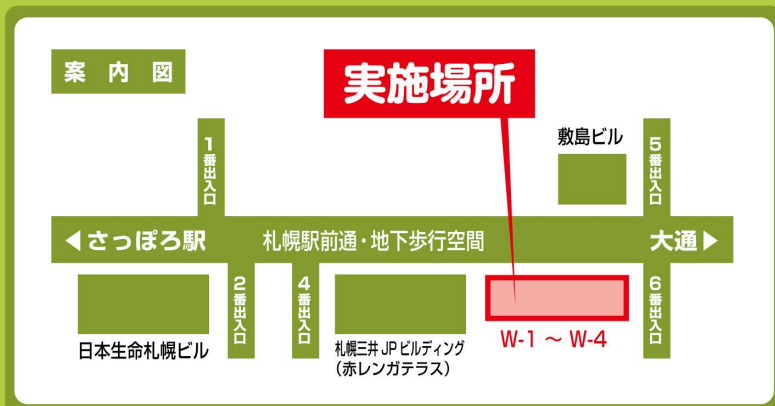 案内図
実施場所
敷島ビル
1番出入口
5番出入口
◀さっぽろ駅
札幌駅前通・地下歩行空間
大通▶
2番出入口
4番出入口
6番出入口
日本生命札幌ビル
札幌三井JPビルディング
(赤レンガテラス)
W-1 ～ W-4